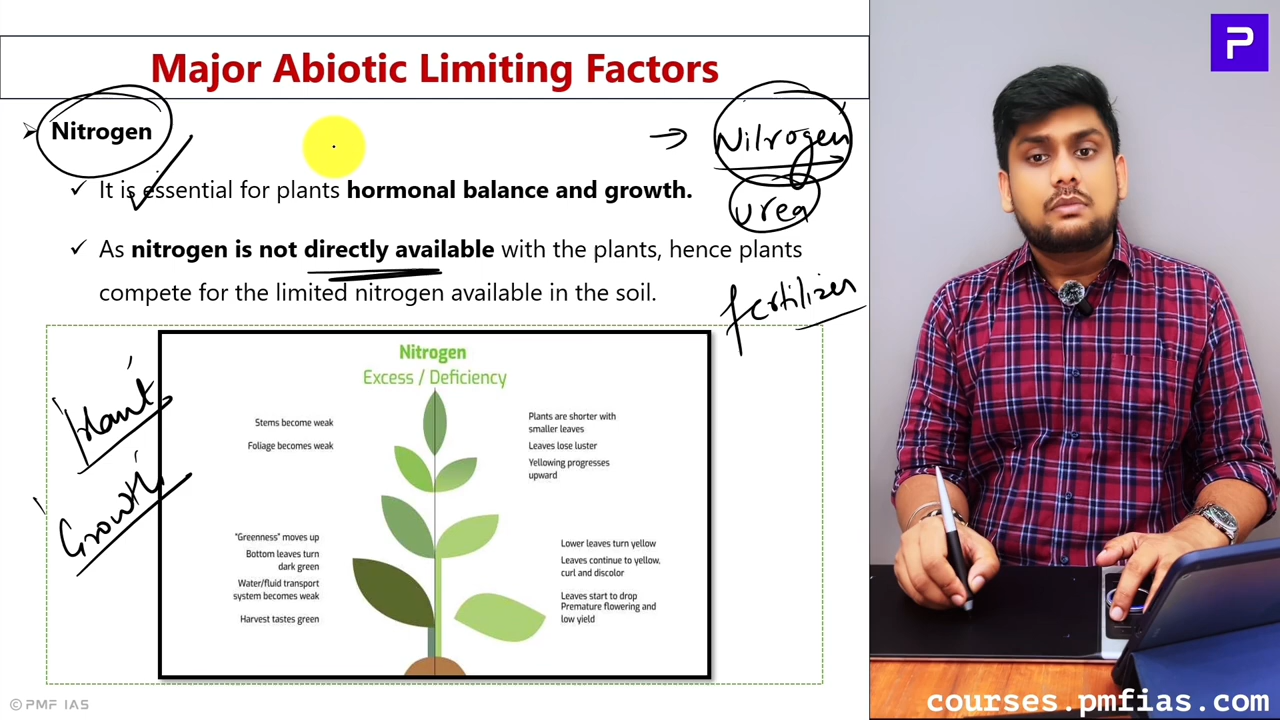 P
Major Abiotic Limiting Factors
Nitrogen
Nitrogen
It is essential for plants hormonal balance and growth.
urea
As nitrogen is not directly available with the plants, hence plants
compete for the limited nitrogen available in the soil.
fertilizer
Plant
Growth
Nitrogen
Excess / Deficiency
Stems become weak
Foliage becomes weak
"Greenness" moves up
Bottom leaves turn
dark green
Water/fluid transport
system becomes weak
Harvest tastes green
Plants are shorter with
smaller leaves
Leaves lose luster
Yellowing progresses
upward
Lower leaves turn yellow
Leaves continue to yellow,
curl and discolor
Leaves start to drop
Premature flowering and
low yield
© PMF IAS
courses.pmfias.com